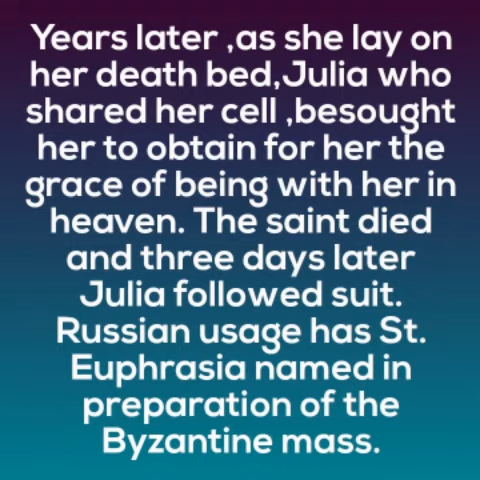 Years later ,as she lay on
her death bed,Julia who
shared her cell ,besought
her to obtain for her the
grace of being with her in
heaven. The saint died
and three days later
Julia followed suit.
Russian usage has St.
Euphrasia named in
preparation of the
Byzantine mass.